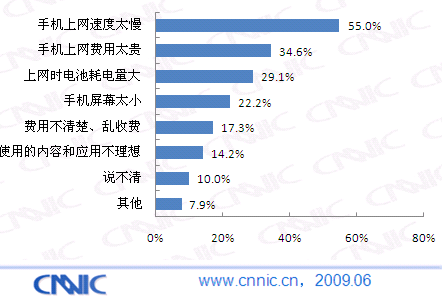 手机上网速度太慢 55.0%
手机上网费用太贵 34.6%
上网时电池耗电量大 29.1%
手机屏幕太小 22.2%
费用不清楚、乱收费 17.3%
使用的内容和应用不理想 14.2%
说不清 10.0%
其他 7.9%
0% 20% 40% 60% 80%
CNNIC www.cnnic.cn，2009.06